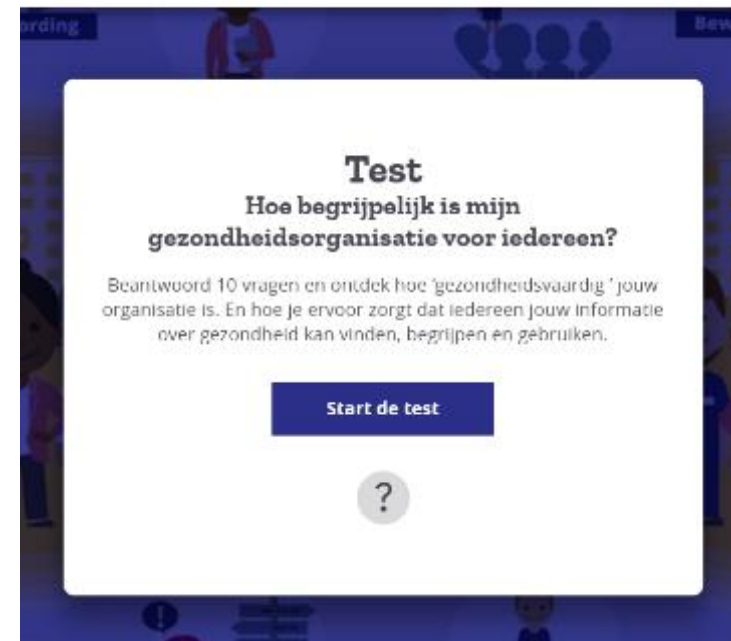 ording
Bew
Test
Hoe begrijpelijk is mijn
gezondheidsorganisatie voor iedereen?
Beantwoord 10 vragen en ontdek hoe 'gezondheidsvaardig ' jouw
organisatie is. En hoe je ervoor zorgt dat iedereen jouw informatie
over gezondheid kan vinden, begrijpen en gebruiken.
Start de test
?